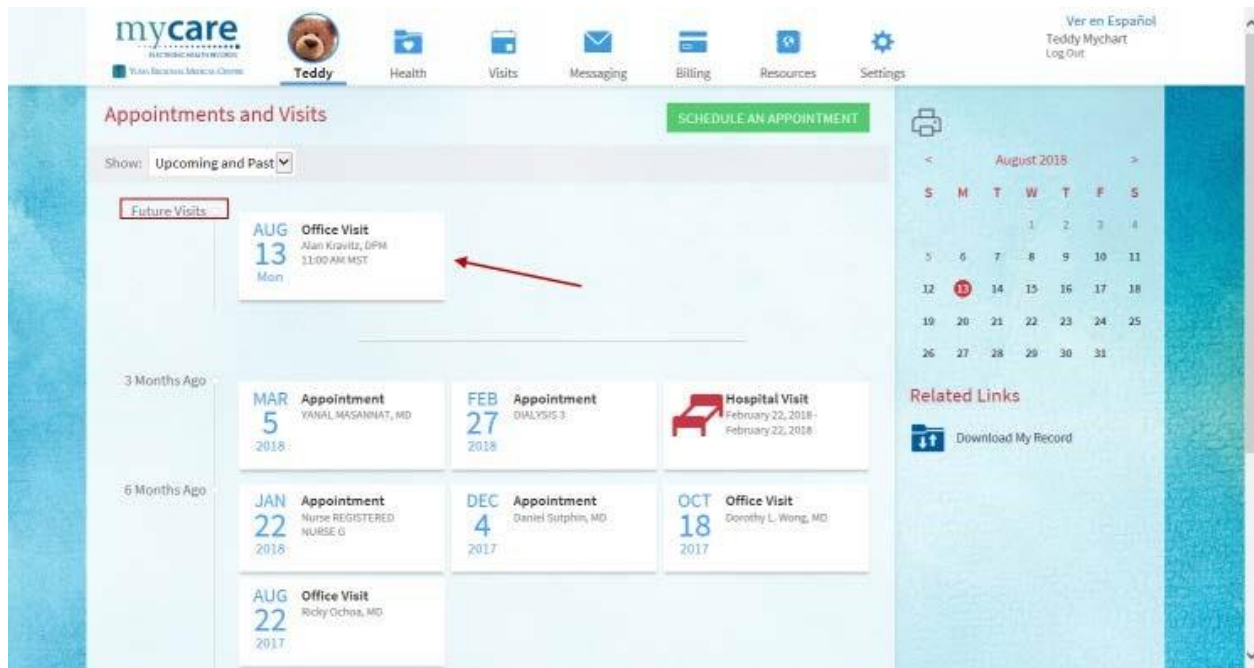 mycare
ELECTRONIC HEALTH RECORDS
YUMA REGIONAL MEDICAL CENTER
Teddy
Health
Visits
Messaging
Billing
Resources
Settings
Ver en Español
Teddy Mychart
Log Out
Appointments and Visits
SCHEDULE AN APPOINTMENT
Show: Upcoming and Past
Future Visits
AUG
13
Mon
Office Visit
Alan Kravitz, DPM
11:00 AM MST
3 Months Ago
MAR
5
2018
Appointment
YANAL MASANNAT, MD
FEB
27
2018
Appointment
DIALYSIS 3
Hospital Visit
February 22, 2018 -
February 22, 2018
6 Months Ago
JAN
22
2018
Appointment
Nurse REGISTERED
NURSE G
DEC
4
2017
Appointment
Daniel Sutphin, MD
OCT
18
2017
Office Visit
Dorothy L. Wong, MD
AUG
22
2017
Office Visit
Ricky Ochoa, MD
< August 2018 >
S M T W T F S
1 2 3 4
5 6 7 8 9 10 11
12 13 14 15 16 17 18
19 20 21 22 23 24 25
26 27 28 29 30 31
Related Links
Download My Record